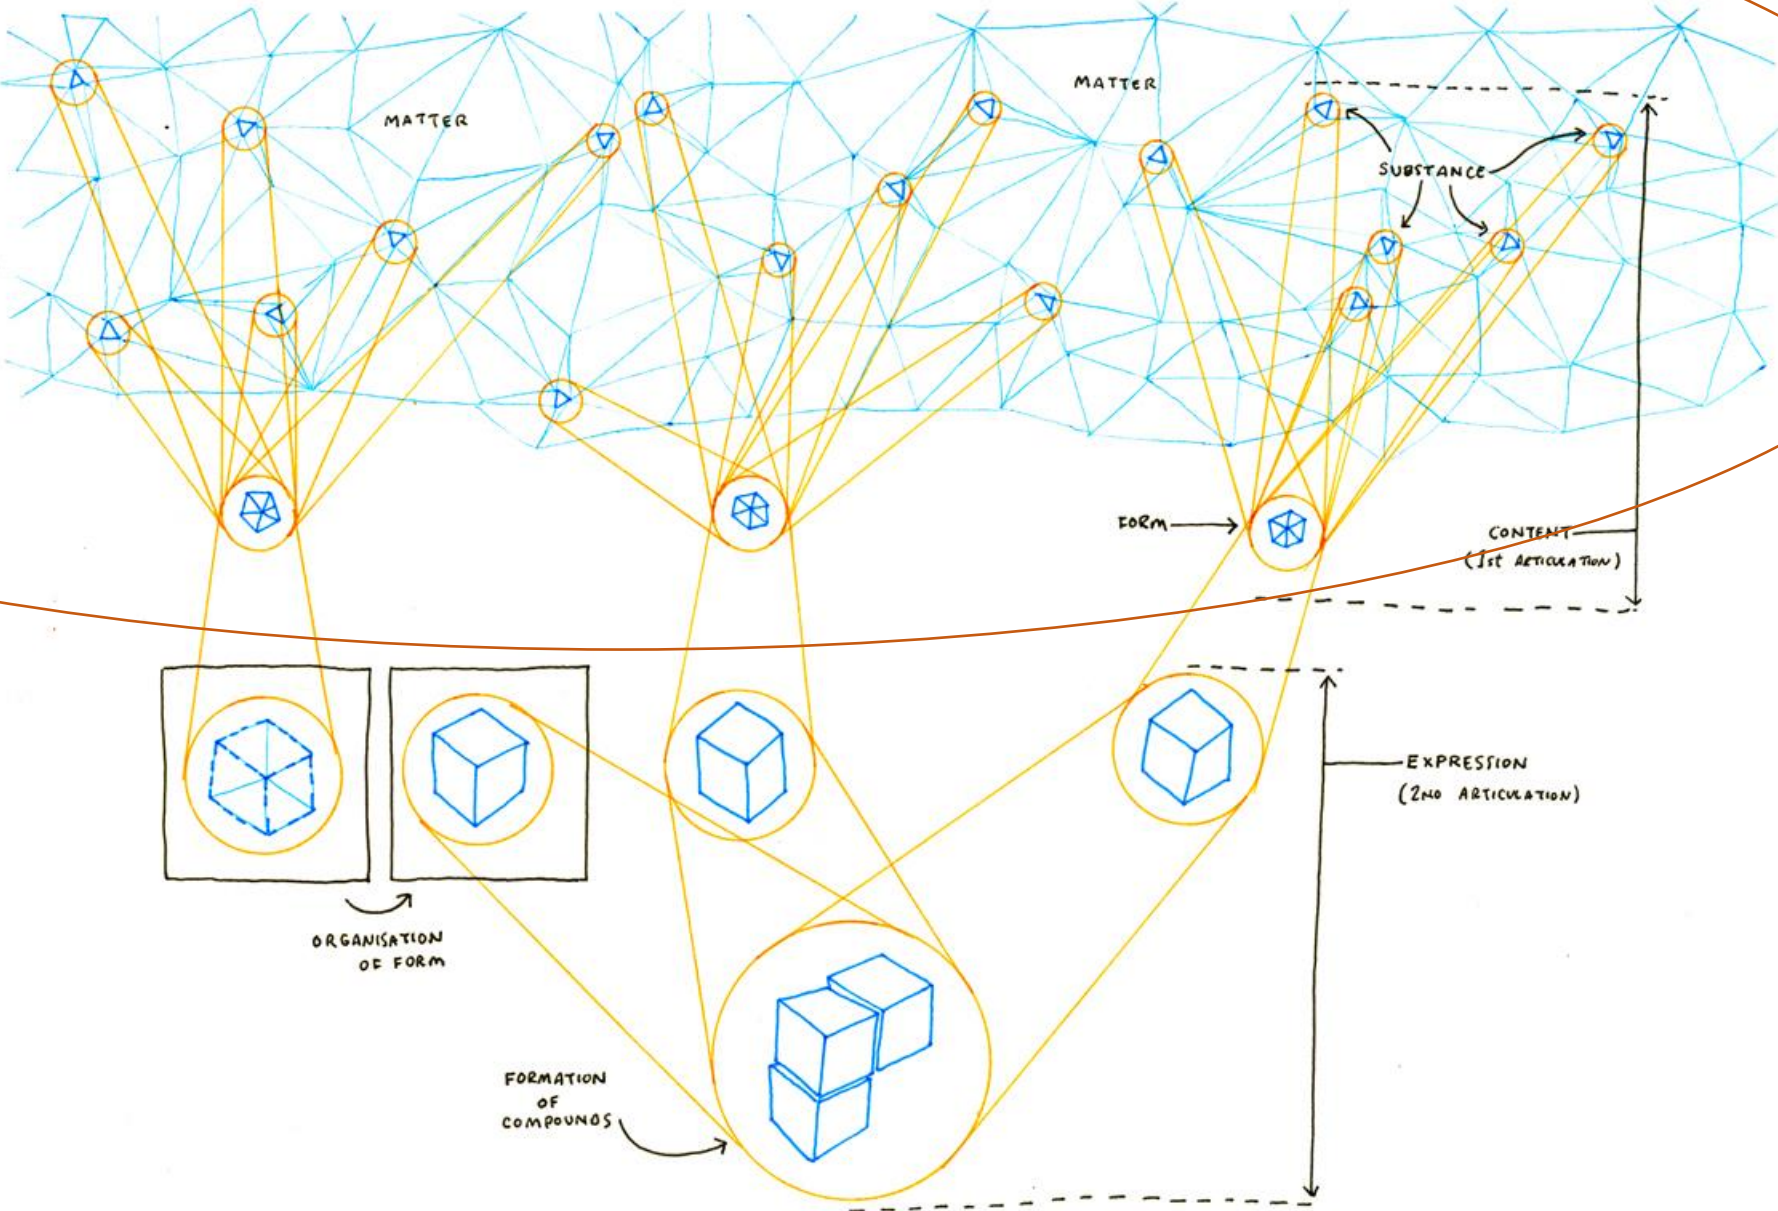 MATTER
MATTER
SUBSTANCE
FORM
CONTENT
(1st ARTICULATION)
EXPRESSION
(2ND ARTICULATION)
ORGANISATION
OF FORM
FORMATION
OF
COMPOUNDS